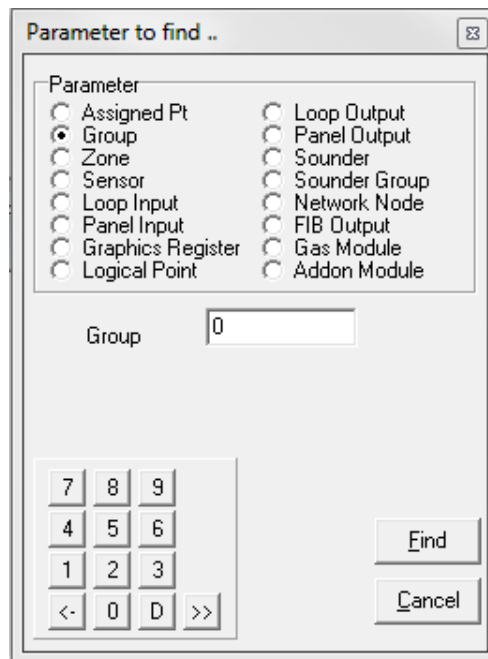 Parameter to find ..
Parameter
Assigned Pt
Group
Zone
Sensor
Loop Input
Panel Input
Graphics Register
Logical Point
Loop Output
Panel Output
Sounder
Sounder Group
Network Node
FIB Output
Gas Module
Addon Module
Group 0
7 8 9
4 5 6
1 2 3
<- 0 D >>
Find
Cancel